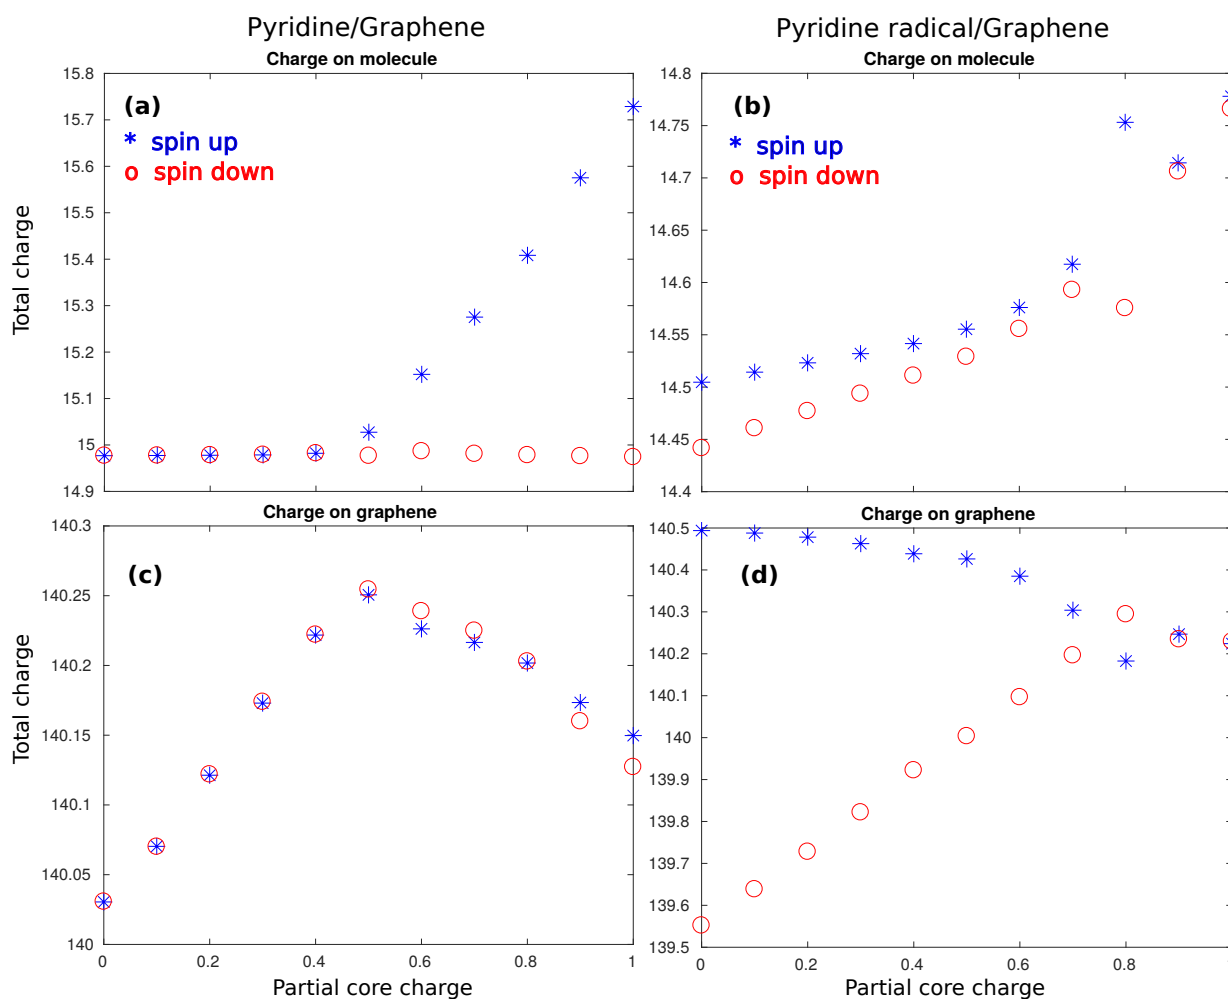 Pyridine/Graphene
Pyridine radical/Graphene
Charge on molecule
Charge on molecule
15.8
15.7
15.6
15.5
15.4
15.3
15.2
15.1
15
14.9
(a)
* spin up
o spin down
Total charge
14.8
14.75
14.7
14.65
14.6
14.55
14.5
14.45
14.4
(b)
* spin up
o spin down
Charge on graphene
140.3
140.25
140.2
140.15
140.1
140.05
140
(c)
Total charge
0 0.2 0.4 0.6 0.8 1
Partial core charge
Charge on graphene
140.5
140.4
140.3
140.2
140.1
140
139.9
139.8
139.7
139.6
139.5
(d)
0 0.2 0.4 0.6 0.8 1
Partial core charge